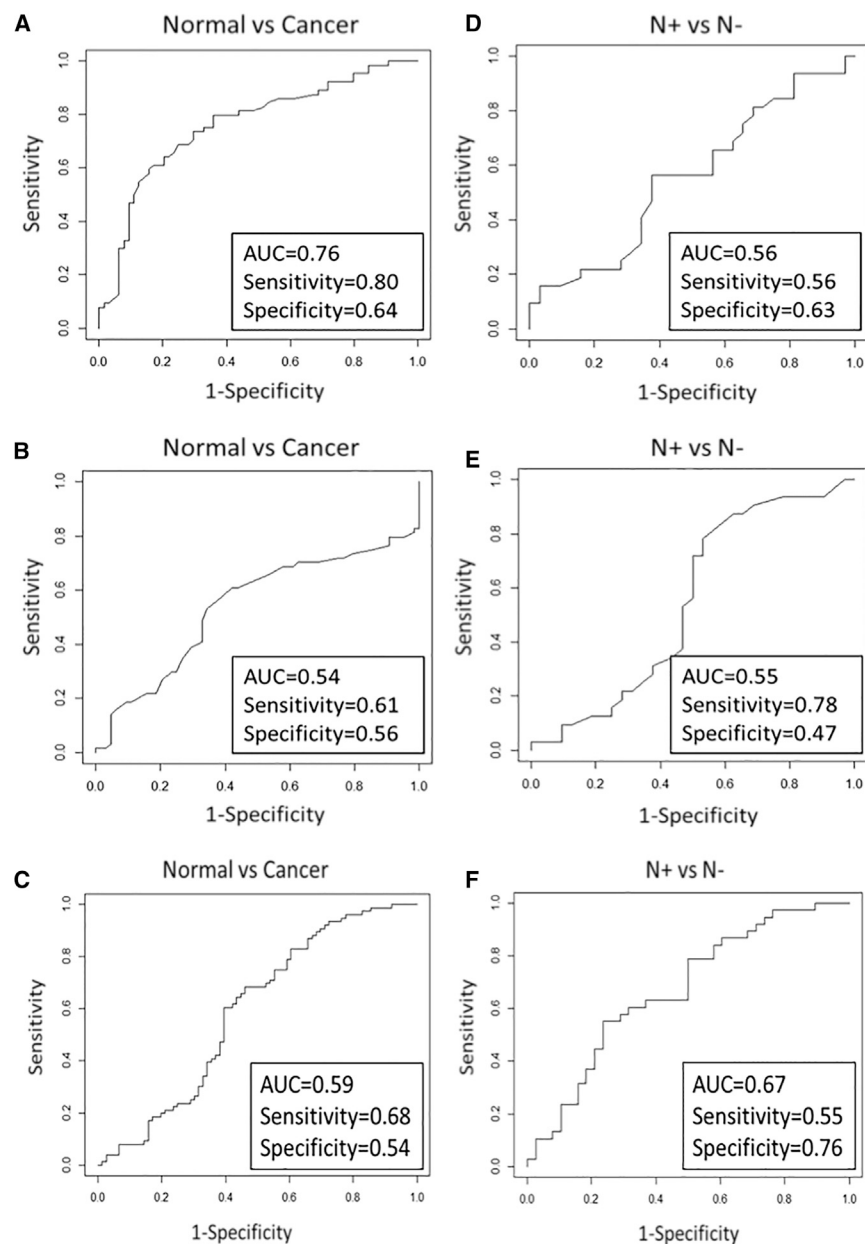 A
Normal vs Cancer
Sensitivity
1.0
0.8
0.6
0.4
0.2
0.0
AUC=0.76
Sensitivity=0.80
Specificity=0.64
0.0 0.2 0.4 0.6 0.8 1.0
1-Specificity
D
N+ vs N-
Sensitivity
1.0
0.8
0.6
0.4
0.2
0.0
AUC=0.56
Sensitivity=0.56
Specificity=0.63
0.0 0.2 0.4 0.6 0.8 1.0
1-Specificity
B
Normal vs Cancer
Sensitivity
1.0
0.8
0.6
0.4
0.2
0.0
AUC=0.54
Sensitivity=0.61
Specificity=0.56
0.0 0.2 0.4 0.6 0.8 1.0
1-Specificity
E
N+ vs N-
Sensitivity
1.0
0.8
0.6
0.4
0.2
0.0
AUC=0.55
Sensitivity=0.78
Specificity=0.47
0.0 0.2 0.4 0.6 0.8 1.0
1-Specificity
C
Normal vs Cancer
Sensitivity
1.0
0.8
0.6
0.4
0.2
0.0
AUC=0.59
Sensitivity=0.68
Specificity=0.54
0.0 0.2 0.4 0.6 0.8 1.0
1-Specificity
F
N+ vs N-
Sensitivity
1.0
0.8
0.6
0.4
0.2
0.0
AUC=0.67
Sensitivity=0.55
Specificity=0.76
0.0 0.2 0.4 0.6 0.8 1.0
1-Specificity